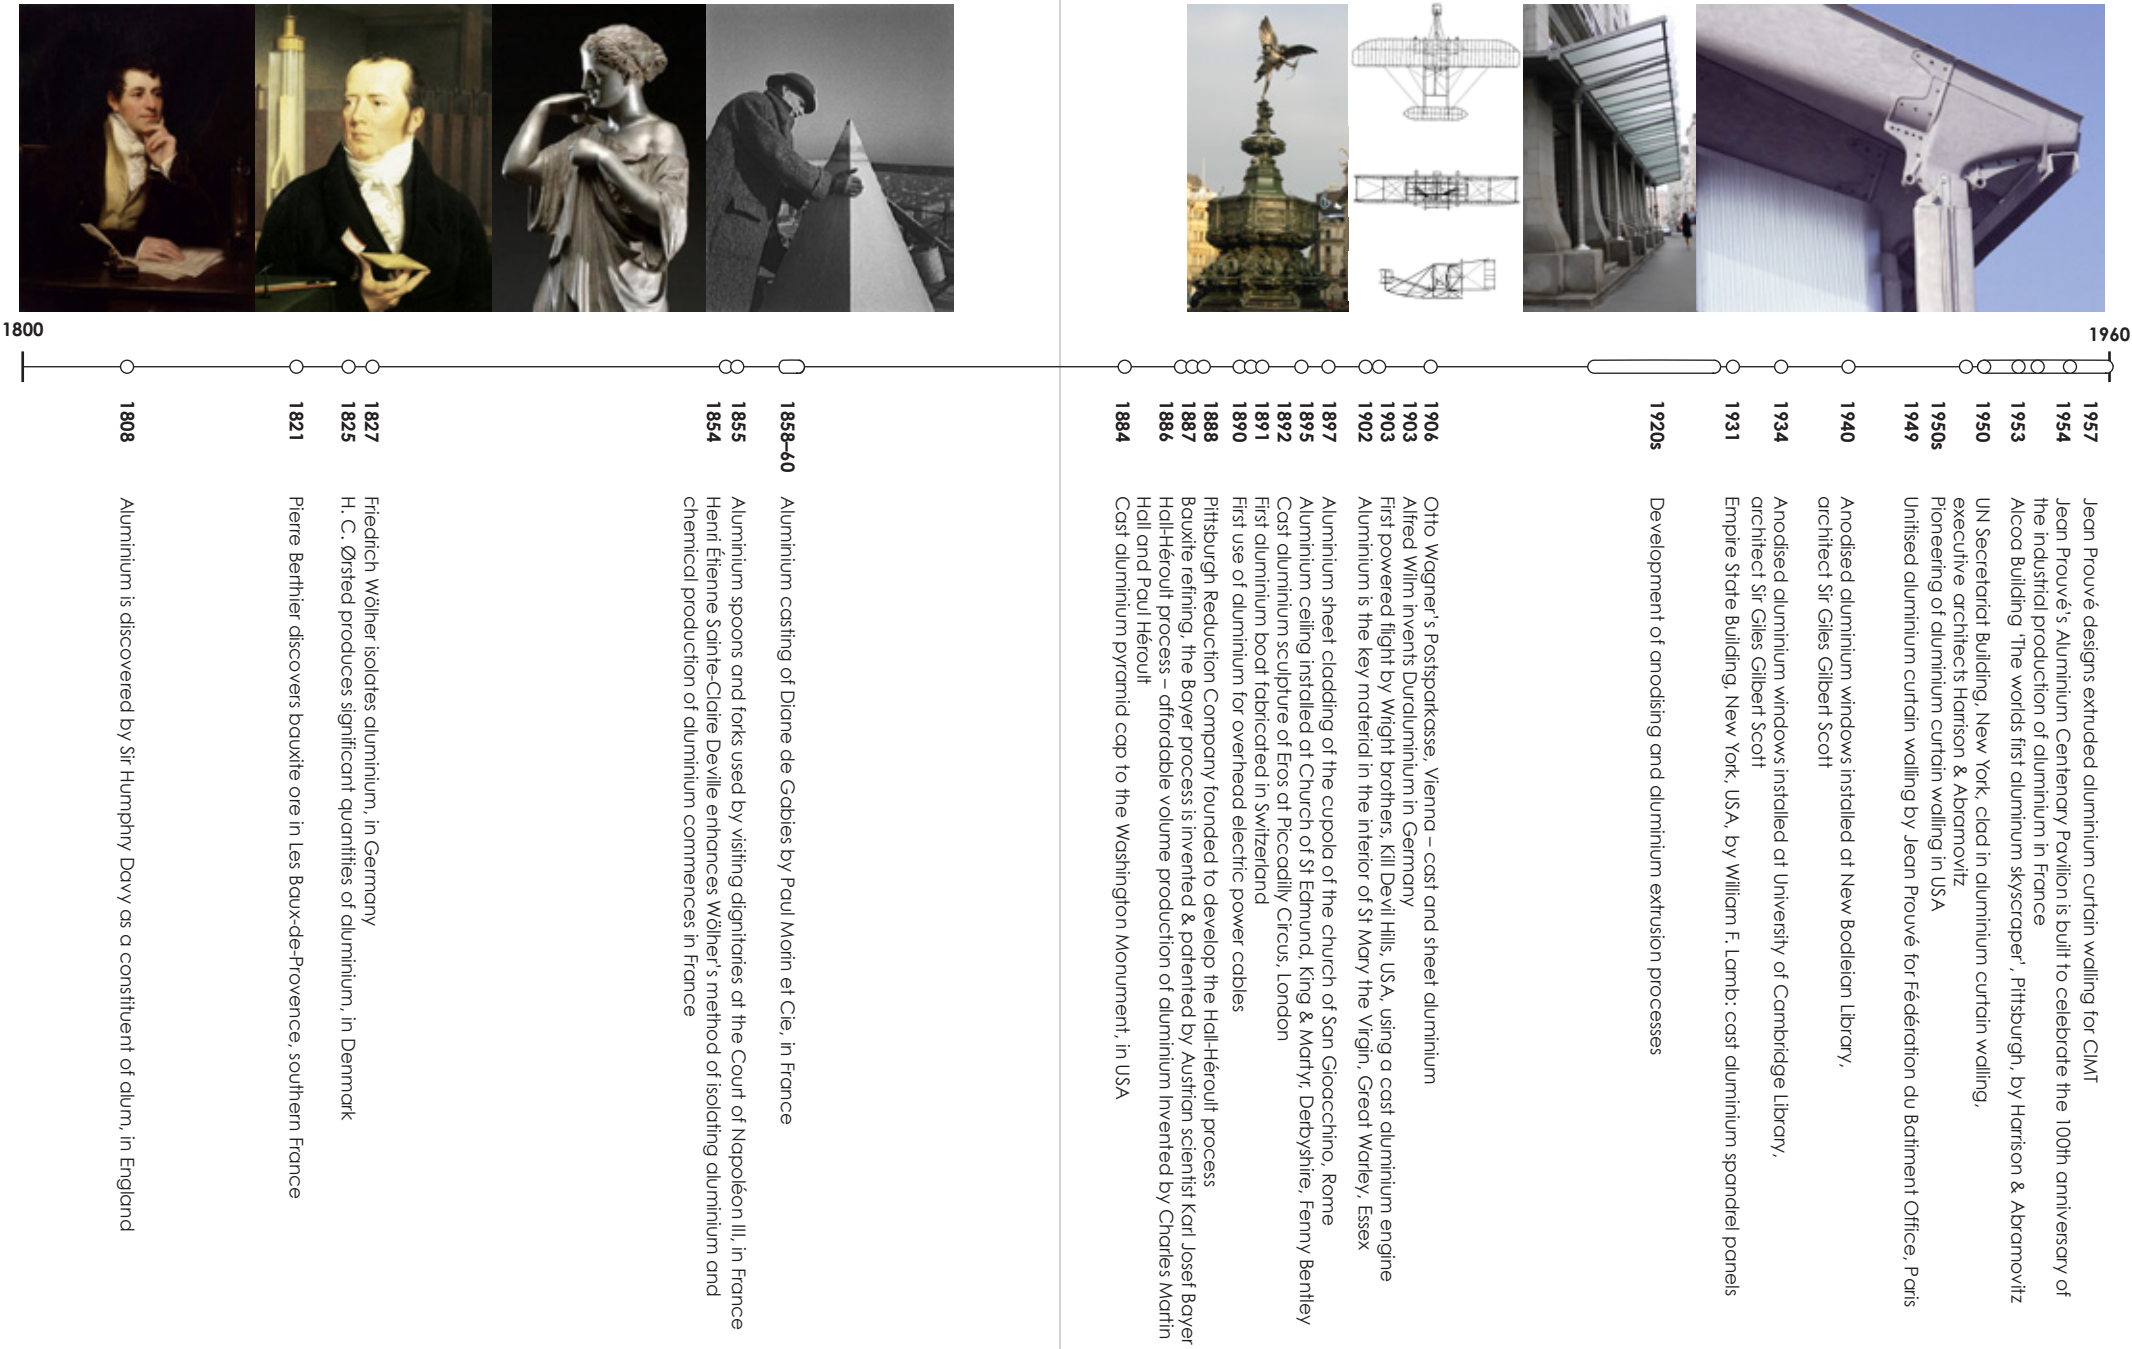 1800
1960
1808 Aluminium is discovered by Sir Humphry Davy as a constituent of alum, in England
1821 Pierre Berthier discovers bauxite ore in Les Baux-de-Provence, southern France
1825 H. C. Ørsted produces significant quantities of aluminium, in Denmark
1827 Friedrich Wölher isolates aluminium, in Germany
1854 Henri Étienne Sainte-Claire Deville enhances Wölher's method of isolating aluminium and
chemical production of aluminium commences in France
1855 Aluminium spoons and forks used by visiting dignitaries at the Court of Napoléon III, in France
1858–60 Aluminium casting of Diane de Gabies by Paul Morin et Cie, in France
1884 Cast aluminium pyramid cap to the Washington Monument, in USA
1886 Hall-Héroult process – affordable volume production of aluminium Invented by Charles Martin
Hall and Paul Héroult
1887 Bauxite refining, the Bayer process is invented & patented by Austrian scientist Karl Josef Bayer
1888 Pittsburgh Reduction Company founded to develop the Hall-Héroult process
1890 First use of aluminium for overhead electric power cables
1891 First aluminium boat fabricated in Switzerland
1892 Cast aluminium sculpture of Eros at Piccadilly Circus, London
1895 Aluminium ceiling installed at Church of St Edmund, King & Martyr, Derbyshire, Fenny Bentley
1897 Aluminium sheet cladding of the cupola of the church of San Gioacchino, Rome
1902 Aluminium is the key material in the interior of St Mary the Virgin, Great Warley, Essex
1903 First powered flight by Wright brothers, Kill Devil Hills, USA, using a cast aluminium engine
1903 Alfred Wilm invents Duraluminium in Germany
1906 Otto Wagner's Postsparkasse, Vienna – cast and sheet aluminium
1920s Development of anodising and aluminium extrusion processes
1931 Empire State Building, New York, USA, by William F. Lamb: cast aluminium spandrel panels
1934 Anodised aluminium windows installed at University of Cambridge Library,
architect Sir Giles Gilbert Scott
1940 Anodised aluminium windows installed at New Bodleian Library,
architect Sir Giles Gilbert Scott
1949 Unitised aluminium curtain walling by Jean Prouvé for Fédération du Batiment Office, Paris
1950s Pioneering of aluminium curtain walling in USA
1950 UN Secretariat Building, New York, clad in aluminium curtain walling,
executive architects Harrison & Abramovitz
1953 Alcoa Building 'The worlds first aluminum skyscraper', Pittsburgh, by Harrison & Abramovitz
1954 Jean Prouvé's Aluminium Centenary Pavilion is built to celebrate the 100th anniversary of
the industrial production of aluminium in France
1957 Jean Prouvé designs extruded aluminium curtain walling for CIMT